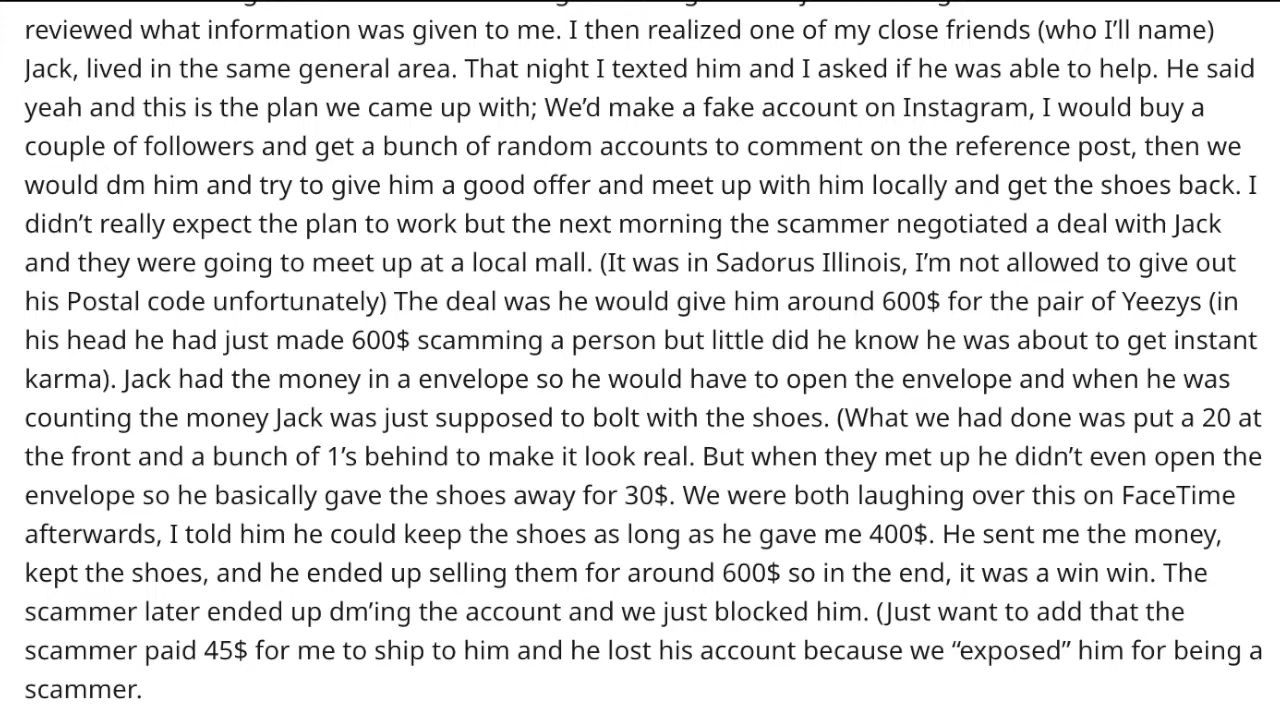 reviewed what information was given to me. I then realized one of my close friends (who I’ll name)
Jack, lived in the same general area. That night I texted him and I asked if he was able to help. He said
yeah and this is the plan we came up with; We’d make a fake account on Instagram, I would buy a
couple of followers and get a bunch of random accounts to comment on the reference post, then we
would dm him and try to give him a good offer and meet up with him locally and get the shoes back. I
didn’t really expect the plan to work but the next morning the scammer negotiated a deal with Jack
and they were going to meet up at a local mall. (It was in Sadorus Illinois, I’m not allowed to give out
his Postal code unfortunately) The deal was he would give him around 600$ for the pair of Yeezys (in
his head he had just made 600$ scamming a person but little did he know he was about to get instant
karma). Jack had the money in a envelope so he would have to open the envelope and when he was
counting the money Jack was just supposed to bolt with the shoes. (What we had done was put a 20 at
the front and a bunch of 1’s behind to make it look real. But when they met up he didn’t even open the
envelope so he basically gave the shoes away for 30$. We were both laughing over this on FaceTime
afterwards, I told him he could keep the shoes as long as he gave me 400$. He sent me the money,
kept the shoes, and he ended up selling them for around 600$ so in the end, it was a win win. The
scammer later ended up dm’ing the account and we just blocked him. (Just want to add that the
scammer paid 45$ for me to ship to him and he lost his account because we “exposed” him for being a
scammer.